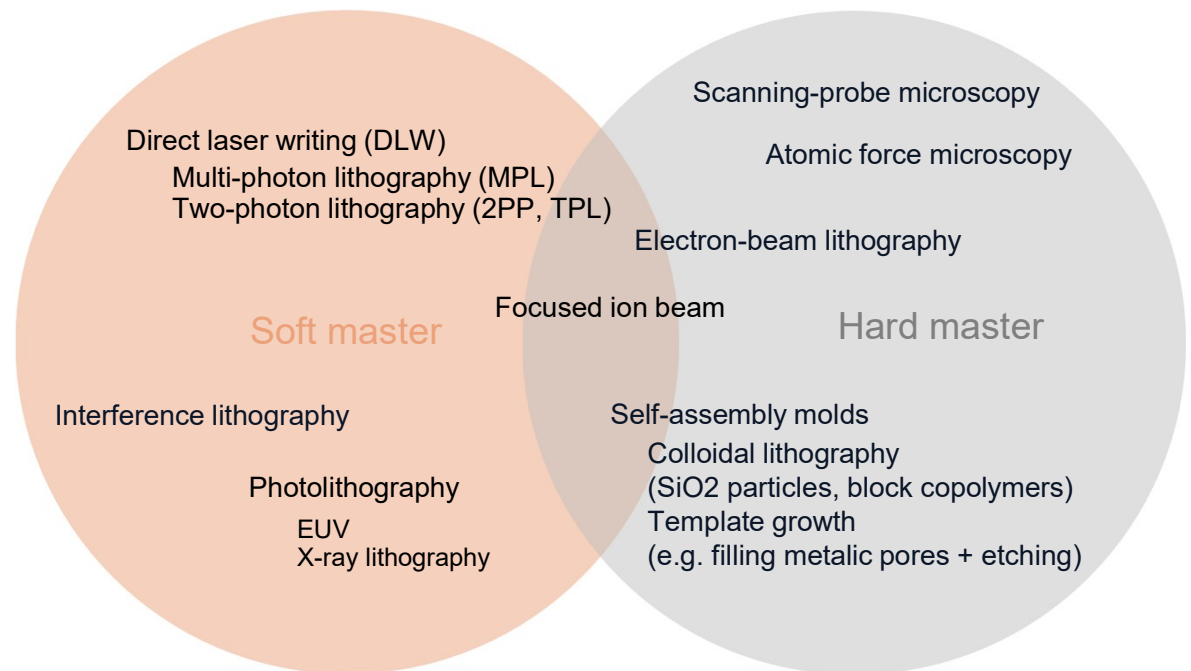 Scanning-probe microscopy
Direct laser writing (DLW)
Atomic force microscopy
Multi-photon lithography (MPL)
Two-photon lithography (2PP, TPL)
Electron-beam lithography
Focused ion beam
Soft master
Hard master
Interference lithography
Self-assembly molds
Colloidal lithography
(SiO2 particles, block copolymers)
Photolithography
Template growth
EUV
(e.g. filling metalic pores + etching)
X-ray lithography